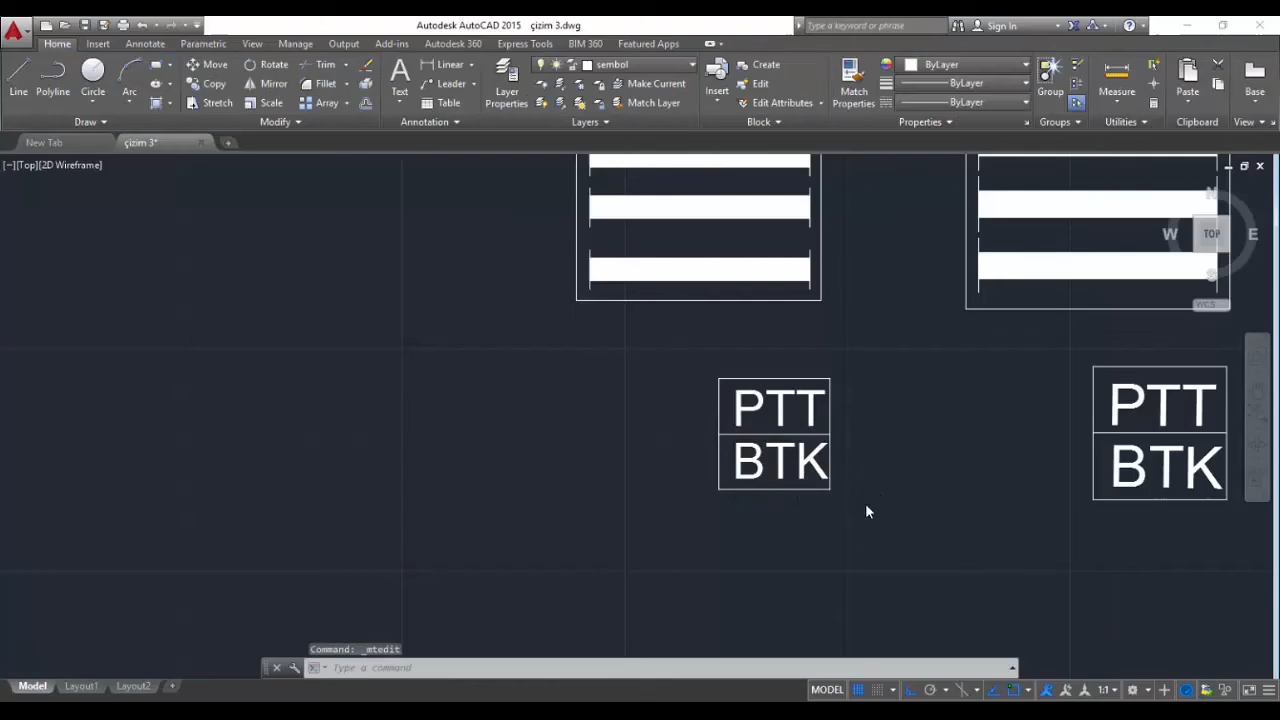 Autodesk AutoCAD 2015 çizim 3.dwg
Type a keyword or phrase
Sign In
Home Insert Annotate Parametric View Manage Output Add-ins Autodesk 360 Express Tools BIM 360 Featured Apps
Line Polyline Circle Arc
Move Rotate Trim
Copy Mirror Fillet
Stretch Scale Array
Text Linear
Leader
Table
Layer Properties
sembol
Make Current
Match Layer
Insert Create
Edit
Edit Attributes
Match Properties
ByLayer
ByLayer
ByLayer
Group Measure Paste Base
Draw Modify Annotation Layers Block Properties Groups Utilities Clipboard View
New Tab çizim 3*
[−][Top][2D Wireframe]
N
W TOP E
S
WCS
PTT PTT
BTK BTK
Command: _mtedit
Type a command
Model Layout1 Layout2
MODEL 1:1